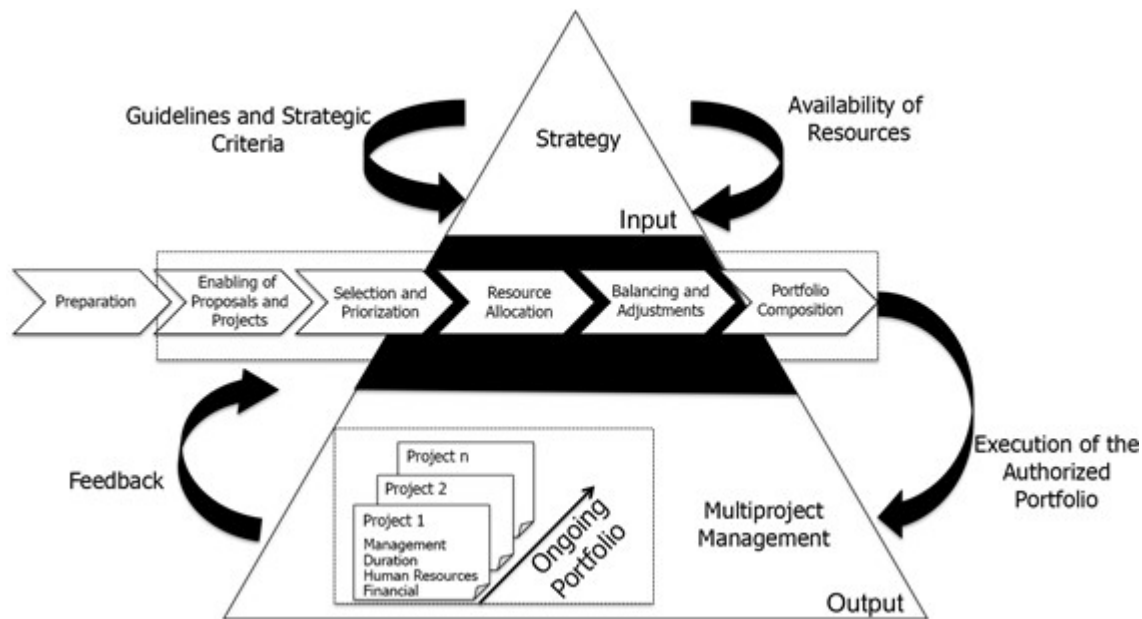 Guidelines and Strategic
Criteria
Strategy
Availability of
Resources
Input
Preparation
Enabling of
Proposals and
Projects
Selection and
Priorization
Resource
Allocation
Balancing and
Adjustments
Portfolio
Composition
Feedback
Project n
Project 2
Project 1
Management
Duration
Human Resources
Financial
Ongoing
Portfolio
Multiproject
Management
Execution of the
Authorized
Portfolio
Output